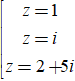 z = 1
z = i
z = 2 + 5i